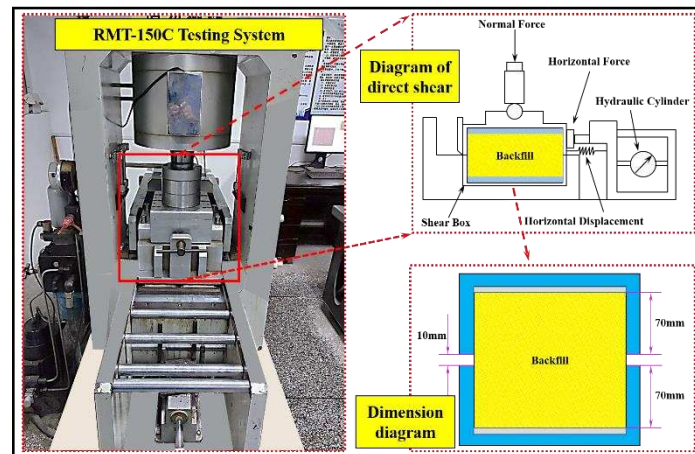 RMT-150C Testing System
Normal Force
Diagram of
direct shear
Horizontal Force
Hydraulic Cylinder
Backfill
Shear Box
Horizontal Displacement
10mm
70mm
Backfill
70mm
Dimension
diagram